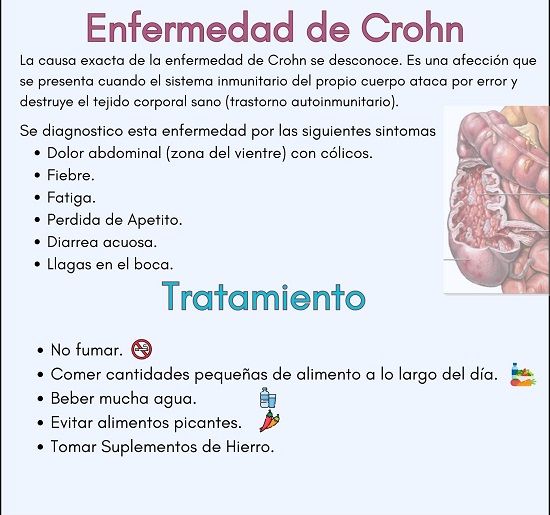 Enfermedad de Crohn
La causa exacta de la enfermedad de Crohn se desconoce. Es una afección que
se presenta cuando el sistema inmunitario del propio cuerpo ataca por error y
destruye el tejido corporal sano (trastorno autoinmunitario).
Se diagnostico esta enfermedad por las siguientes sintomas
• Dolor abdominal (zona del vientre) con cólicos.
• Fiebre.
• Fatiga.
• Perdida de Apetito.
• Diarrea acuosa.
• Llagas en el boca.
Tratamiento
• No fumar.
• Comer cantidades pequeñas de alimento a lo largo del día.
• Beber mucha agua.
• Evitar alimentos picantes.
• Tomar Suplementos de Hierro.